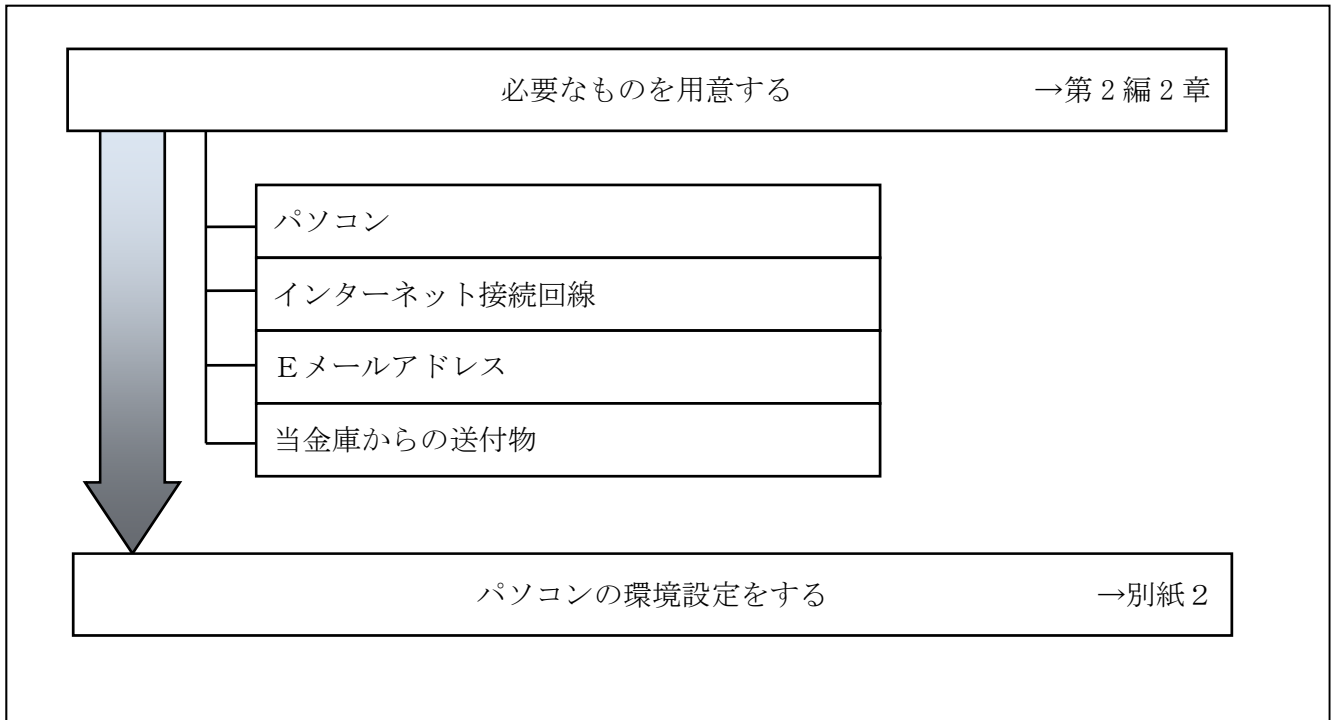 必要なものを用意する　→第２編２章
パソコン
インターネット接続回線
Ｅメールアドレス
当金庫からの送付物
パソコンの環境設定をする　→別紙２